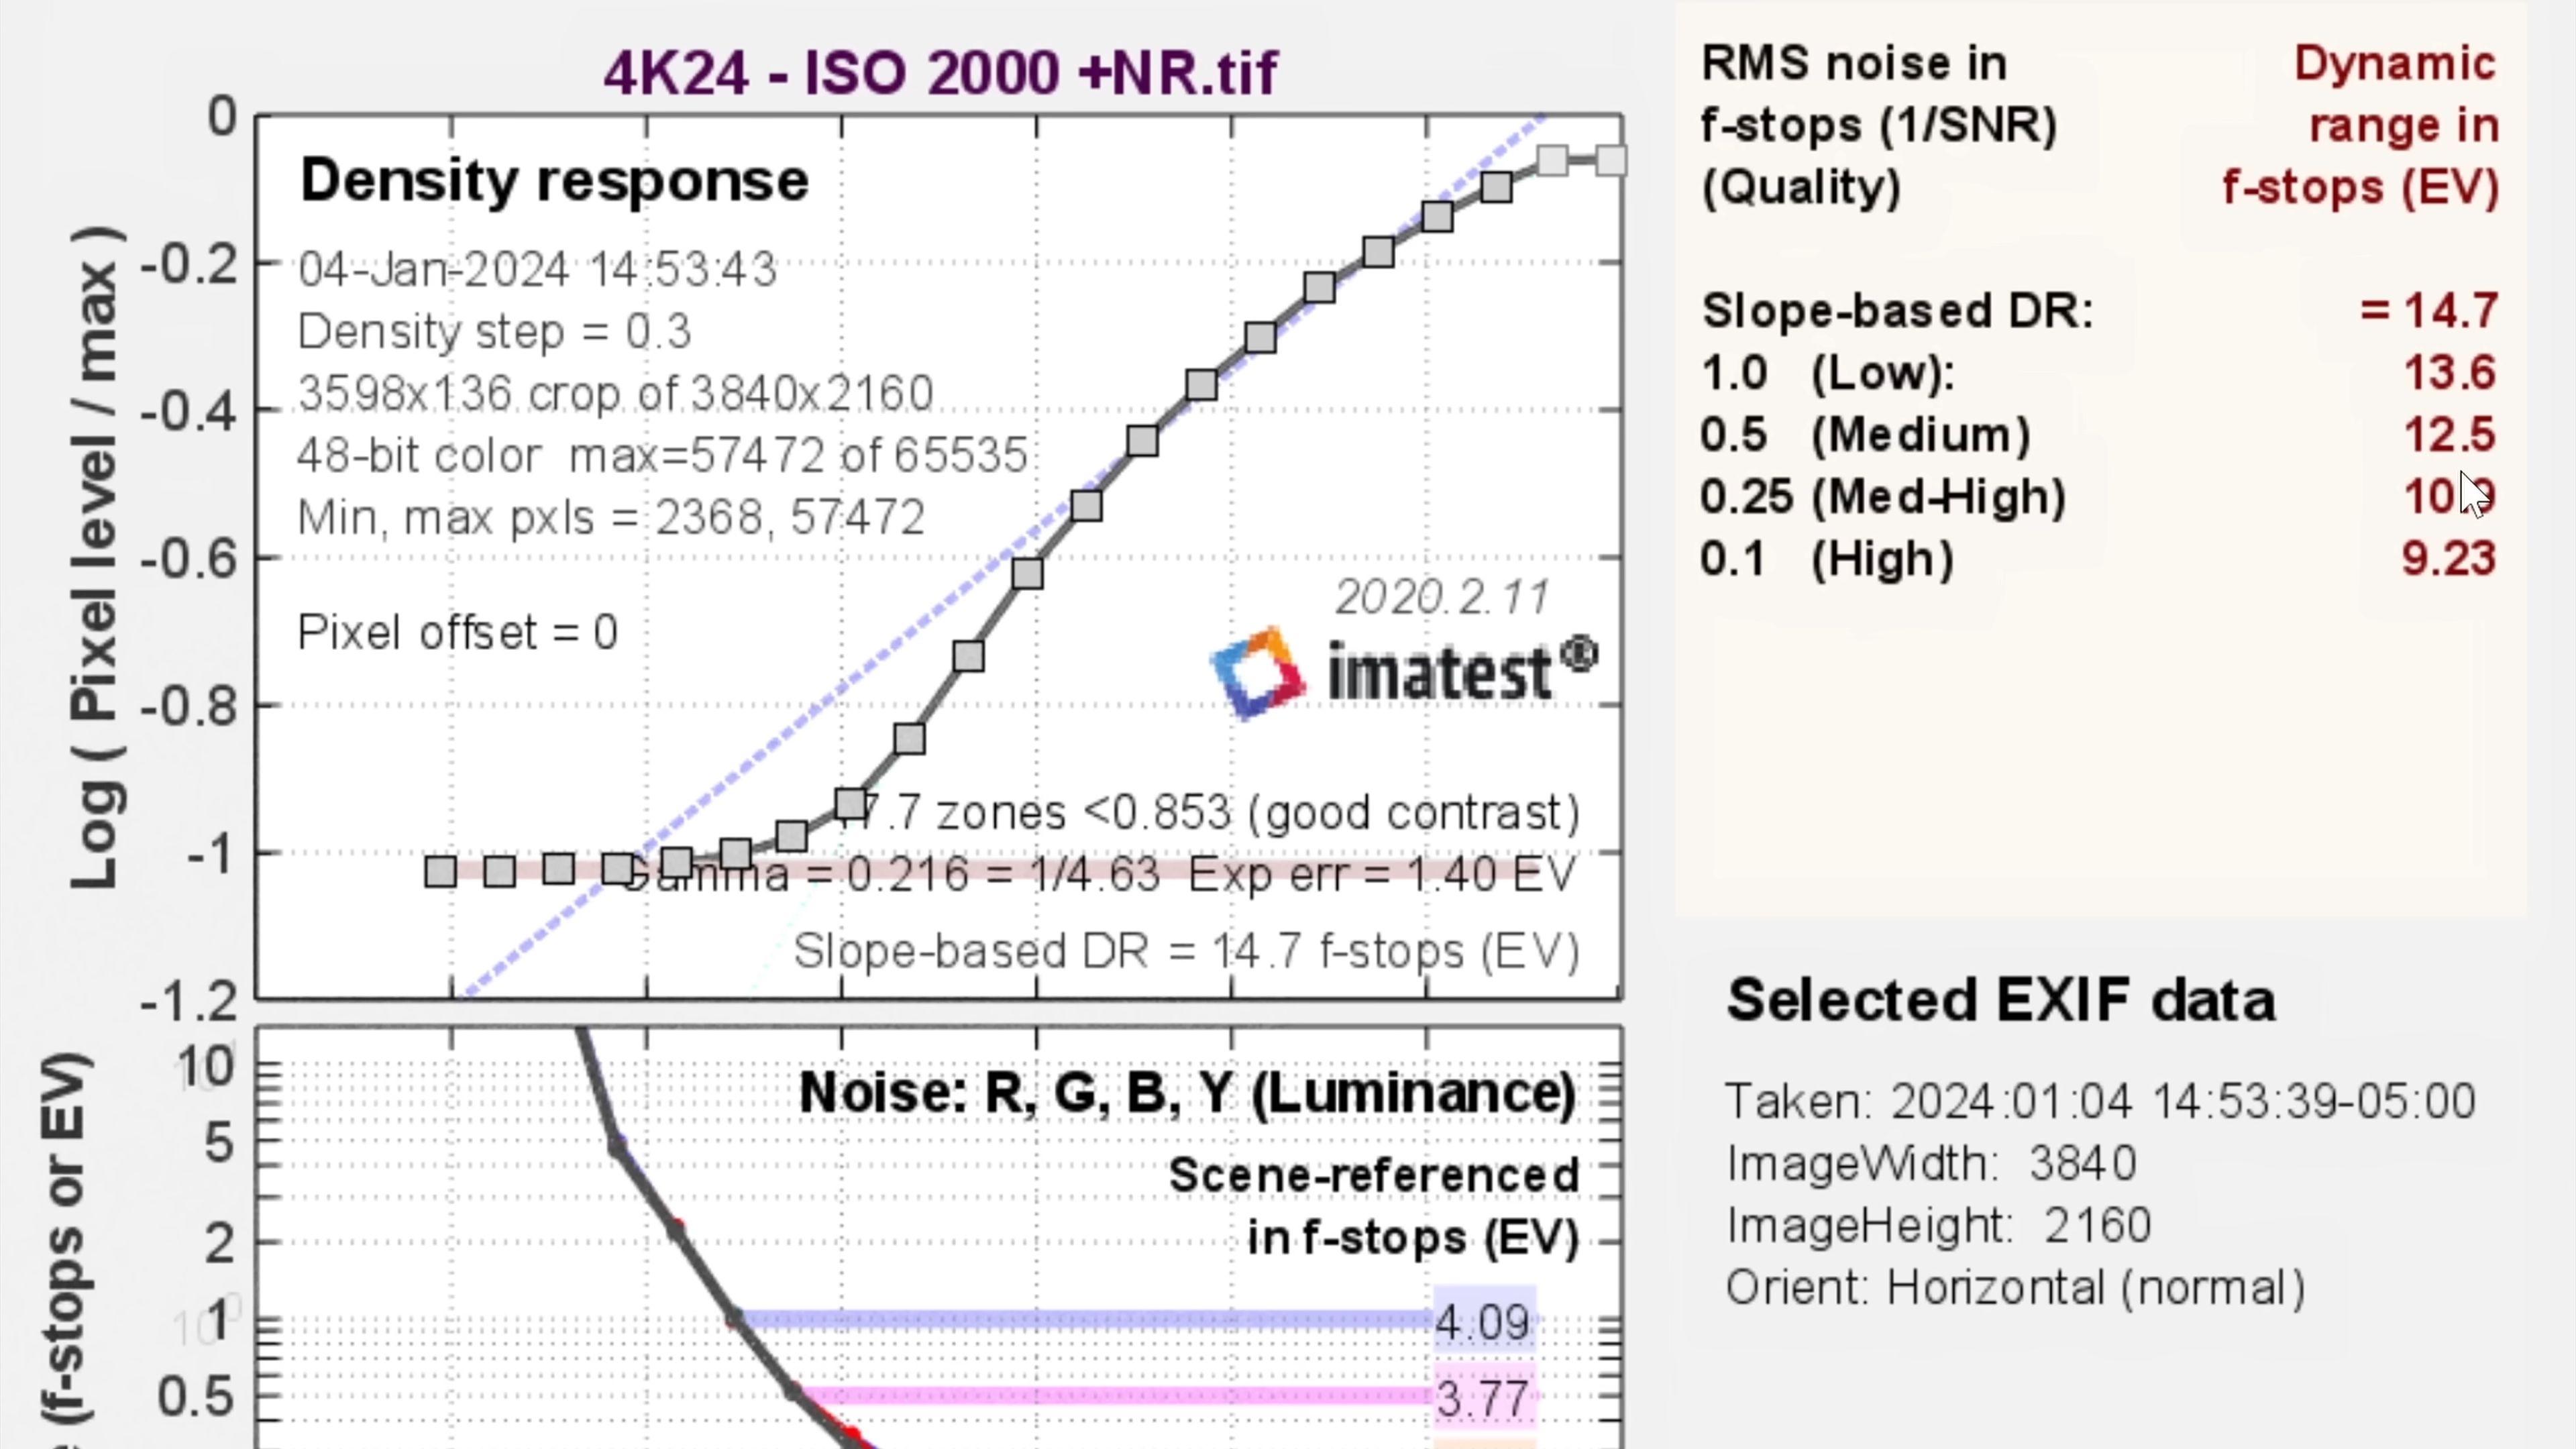 4K24 - ISO 2000 +NR.tif
0
-0.2
-0.4
-0.6
-0.8
-1
-1.2
Log ( Pixel level / max )
Density response
04-Jan-2024 14:53:43
Density step = 0.3
3598x136 crop of 3840x2160
48-bit color max=57472 of 65535
Min, max pxls = 2368, 57472
Pixel offset = 0
2020.2.11
imatest®
7.7 zones <0.853 (good contrast)
Gamma = 0.216 = 1/4.63 Exp err = 1.40 EV
Slope-based DR = 14.7 f-stops (EV)
10
5
2
1
0.5
(f-stops or EV)
Noise: R, G, B, Y (Luminance)
Scene-referenced
in f-stops (EV)
4.09
3.77
RMS noise in Dynamic
f-stops (1/SNR) range in
(Quality) f-stops (EV)
Slope-based DR: = 14.7
1.0 (Low): 13.6
0.5 (Medium) 12.5
0.25 (Med-High)
0.1 (High) 9.23
Selected EXIF data
Taken: 2024:01:04 14:53:39-05:00
ImageWidth: 3840
ImageHeight: 2160
Orient: Horizontal (normal)